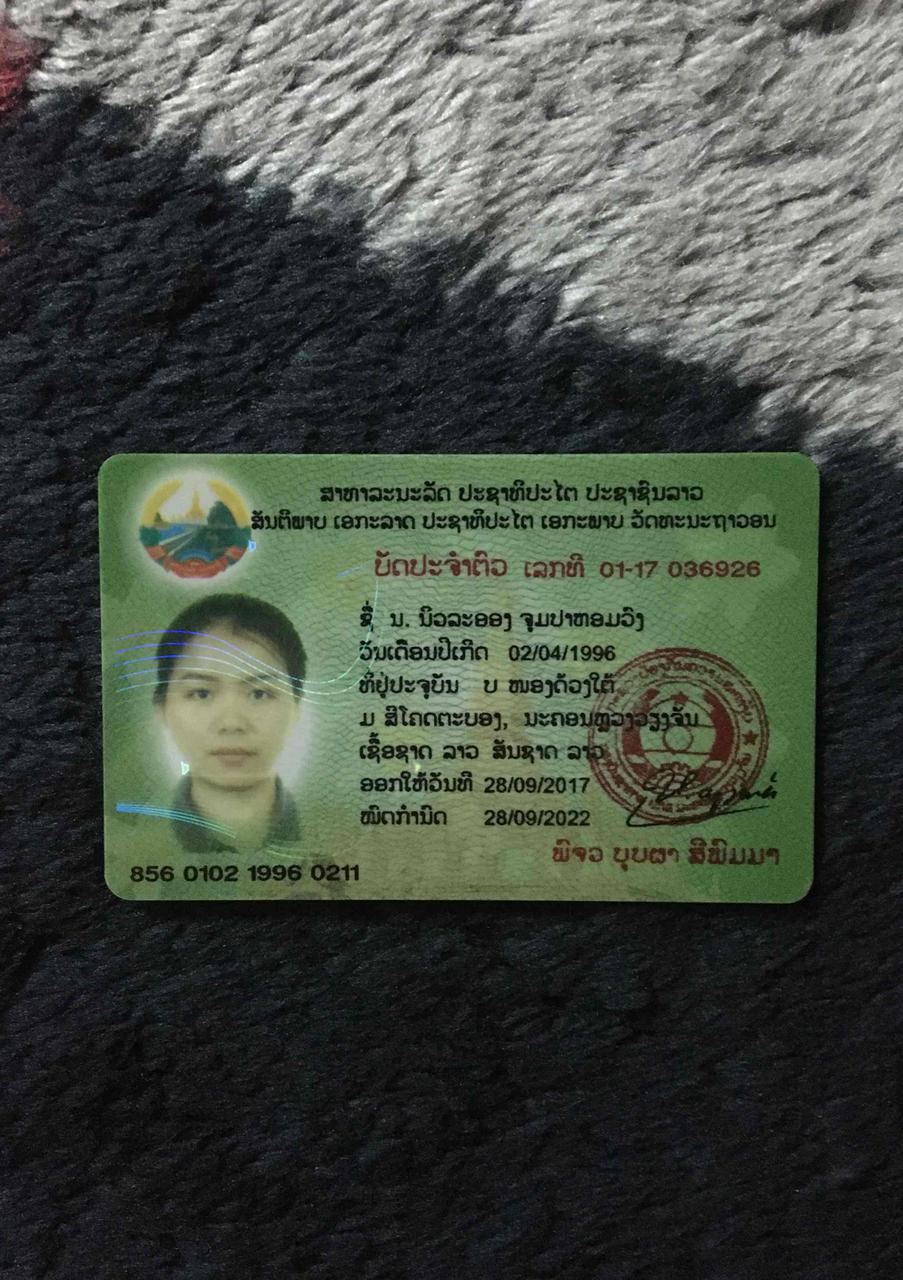 ສາທາລະນະລັດ ປະຊາທິປະໄຕ ປະຊາຊົນລາວ
ສັນຕິພາບ ເອກະລາດ ປະຊາທິປະໄຕ ເອກະພາບ ວັດທະນະຖາວອນ
ບັດປະຈຳຕົວ ເລກທີ 01-17 036926
ຊື່ ນ. ນິວລະອອງ ຈຸມປາຫອມວົງ
ວັນເດືອນປີເກີດ 02/04/1996
ທີ່ຢູ່ປະຈຸບັນ ບ ໜອງດ້ວງໃຕ້
ມ ສີໂຄດຕະບອງ, ນະຄອນຫຼວງວຽງຈັນ
ເຊື້ອຊາດ ລາວ ສັນຊາດ ລາວ
ອອກໃຫ້ວັນທີ 28/09/2017
ໝົດກຳນົດ 28/09/2022
ພົຈວ ບຸບຜາ ສີພົມມາ
856 0102 1996 0211